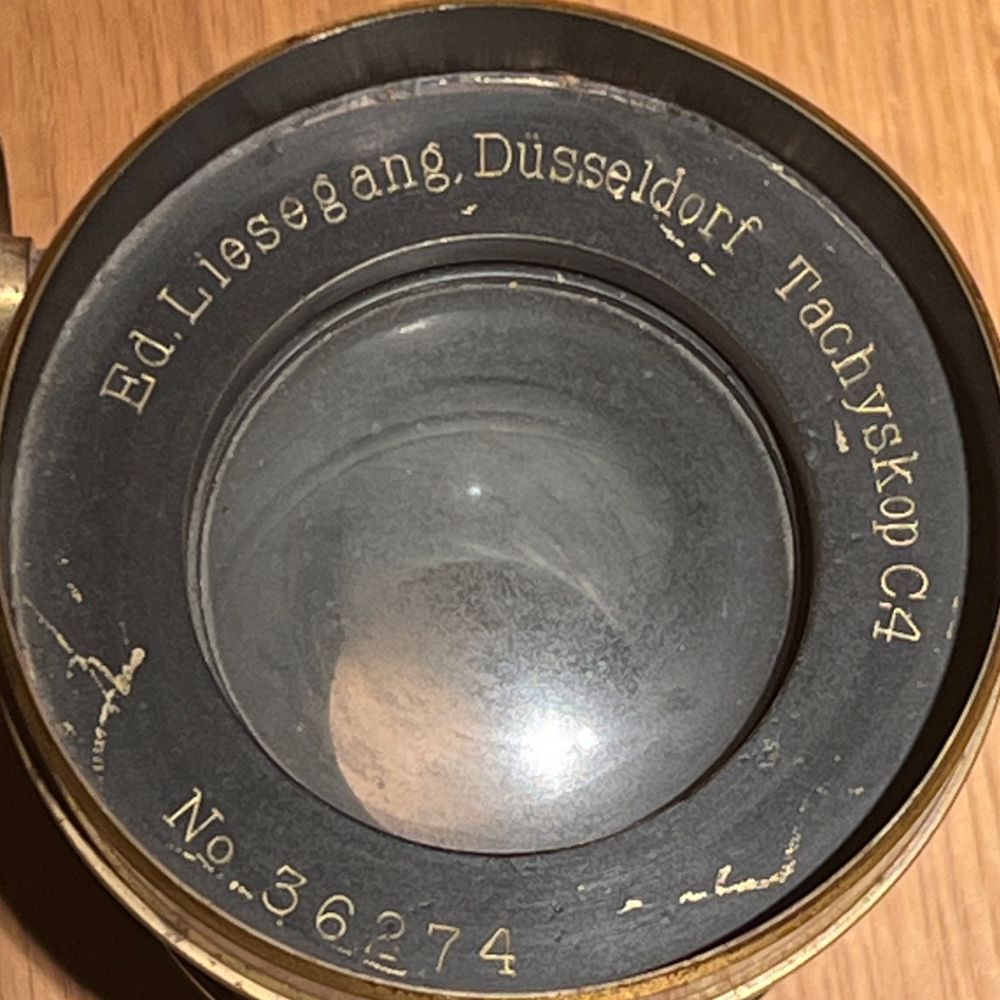 Ed. Liesegang, Düsseldorf Tachyskop C.4
No. 36274